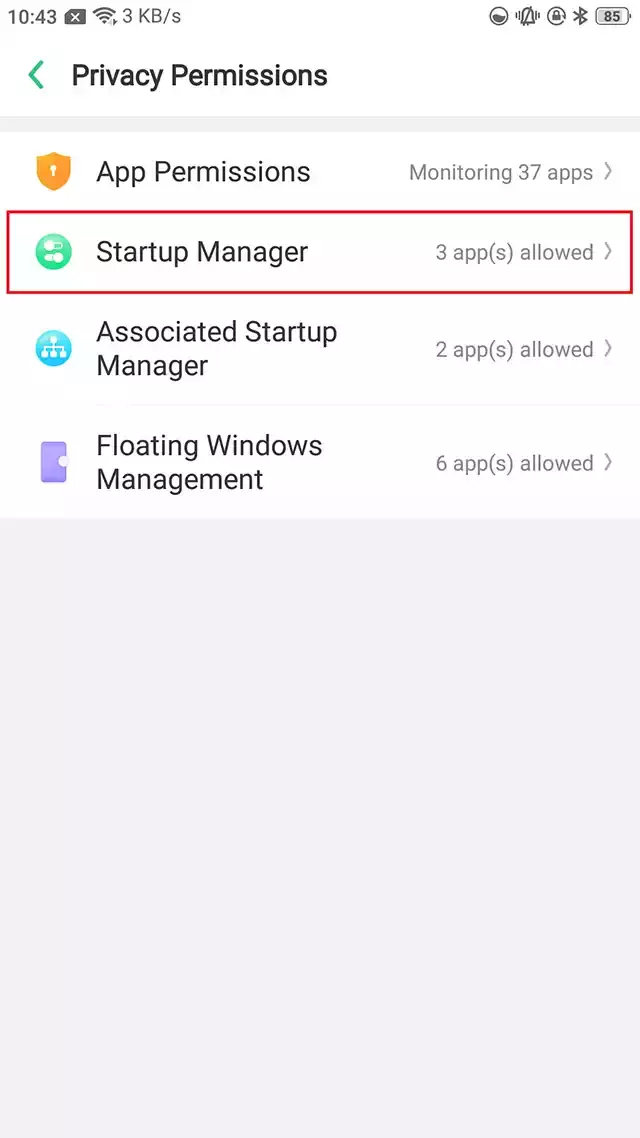 10:43 3 KB/s 85
Privacy Permissions
App Permissions Monitoring 37 apps
Startup Manager 3 app(s) allowed
Associated Startup
Manager 2 app(s) allowed
Floating Windows
Management 6 app(s) allowed